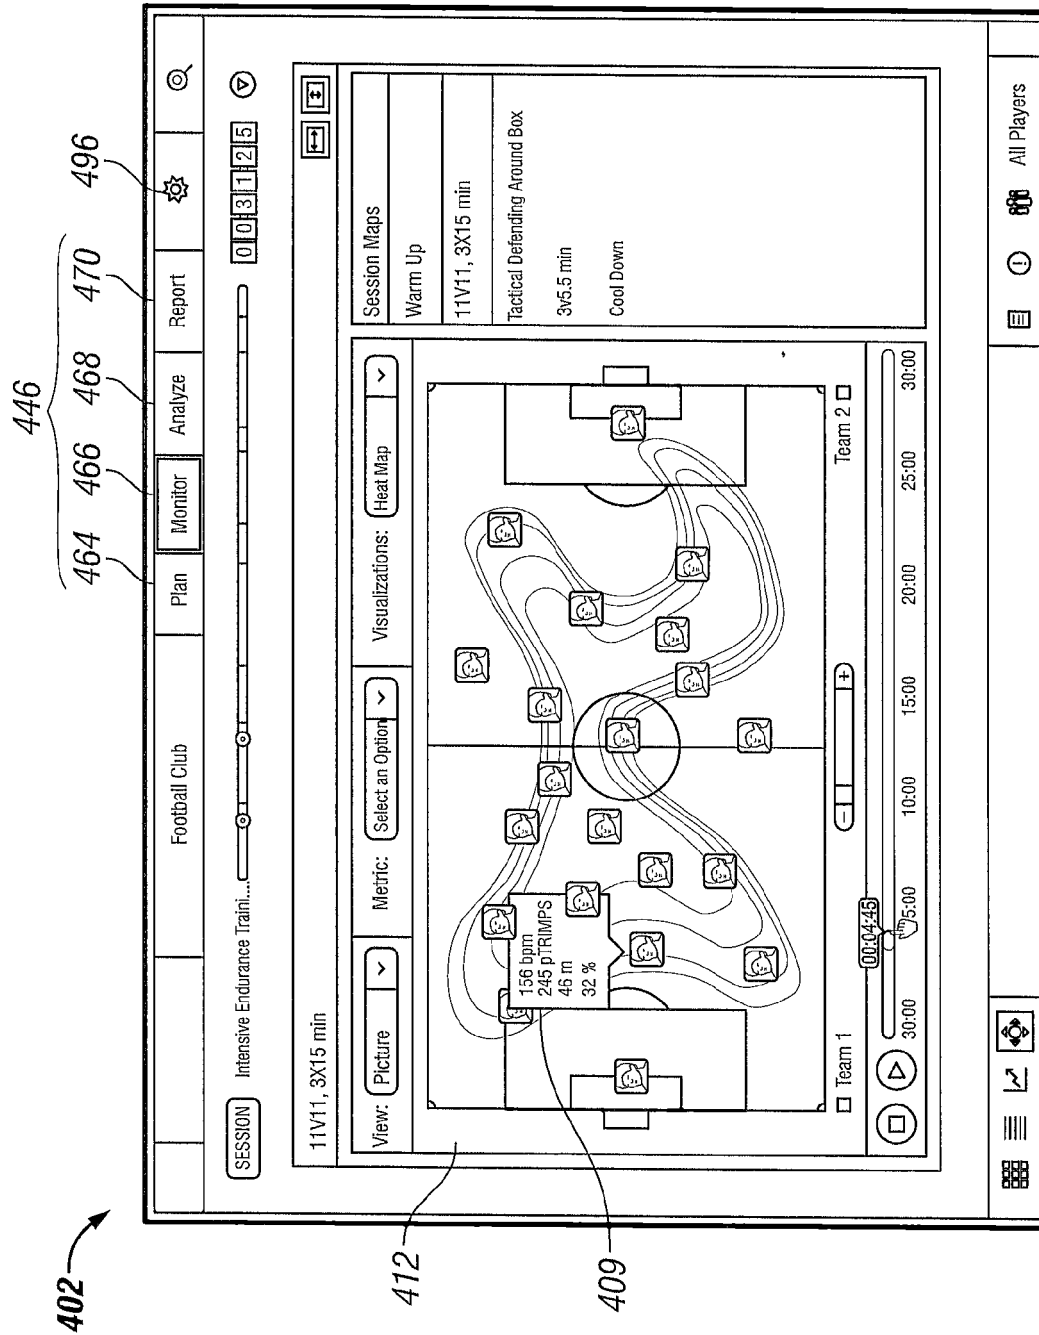 402
446
464 466 468 470 496
Football Club Plan Monitor Analyze Report
SESSION Intensive Endurance Traini.... 0 0 3 1 2 5
11V11, 3X15 min
View: Picture Metric: Select an Option Visualizations: Heat Map
Session Maps
Warm Up
11V11, 3X15 min
Tactical Defending Around Box
3v5.5 min
Cool Down
412
156 bpm
245 pTRIMPS
46 m
32 %
409
Team 1 - + Team 2
00:04:45
30:00 5:00 10:00 15:00 20:00 25:00 30:00
All Players